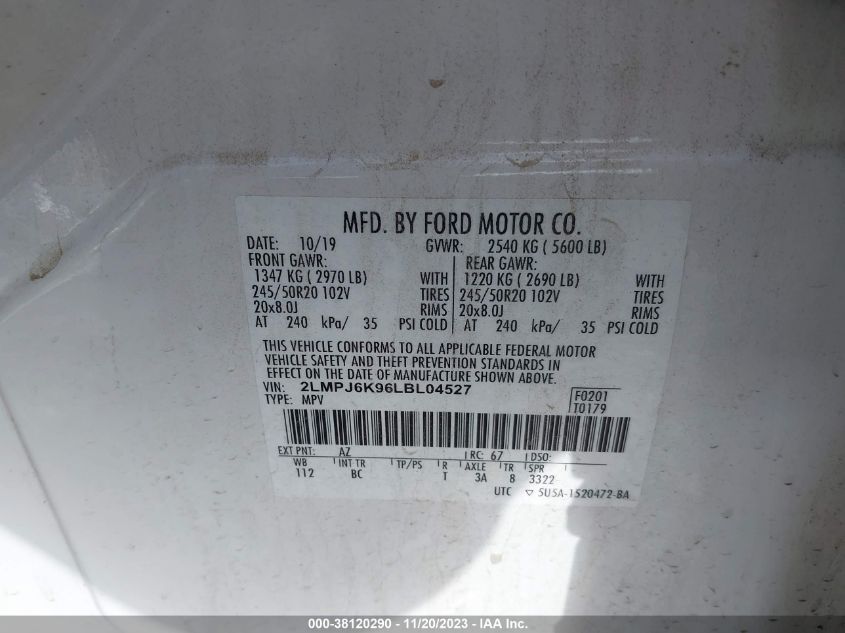 MFD. BY FORD MOTOR CO.
DATE: 10/19 GVWR: 2540 KG ( 5600 LB)
FRONT GAWR: REAR GAWR:
1347 KG ( 2970 LB) WITH 1220 KG ( 2690 LB) WITH
245/50R20 102V TIRES 245/50R20 102V TIRES
20x8.0J RIMS 20x8.0J RIMS
AT 240 kPa/ 35 PSI COLD AT 240 kPa/ 35 PSI COLD
THIS VEHICLE CONFORMS TO ALL APPLICABLE FEDERAL MOTOR
VEHICLE SAFETY AND THEFT PREVENTION STANDARDS IN
EFFECT ON THE DATE OF MANUFACTURE SHOWN ABOVE.
VIN: 2LMPJ6K96LBL04527 F0201
TYPE: MPV T0179
EXT PNT: AZ RC: 67 DSO:
WB INT TR TP/PS R AXLE TR SPR
112 BC T 3A 8 3322
UTC ▽ 5U5A-1520472-BA
000-38120290 - 11/20/2023 - IAA Inc.